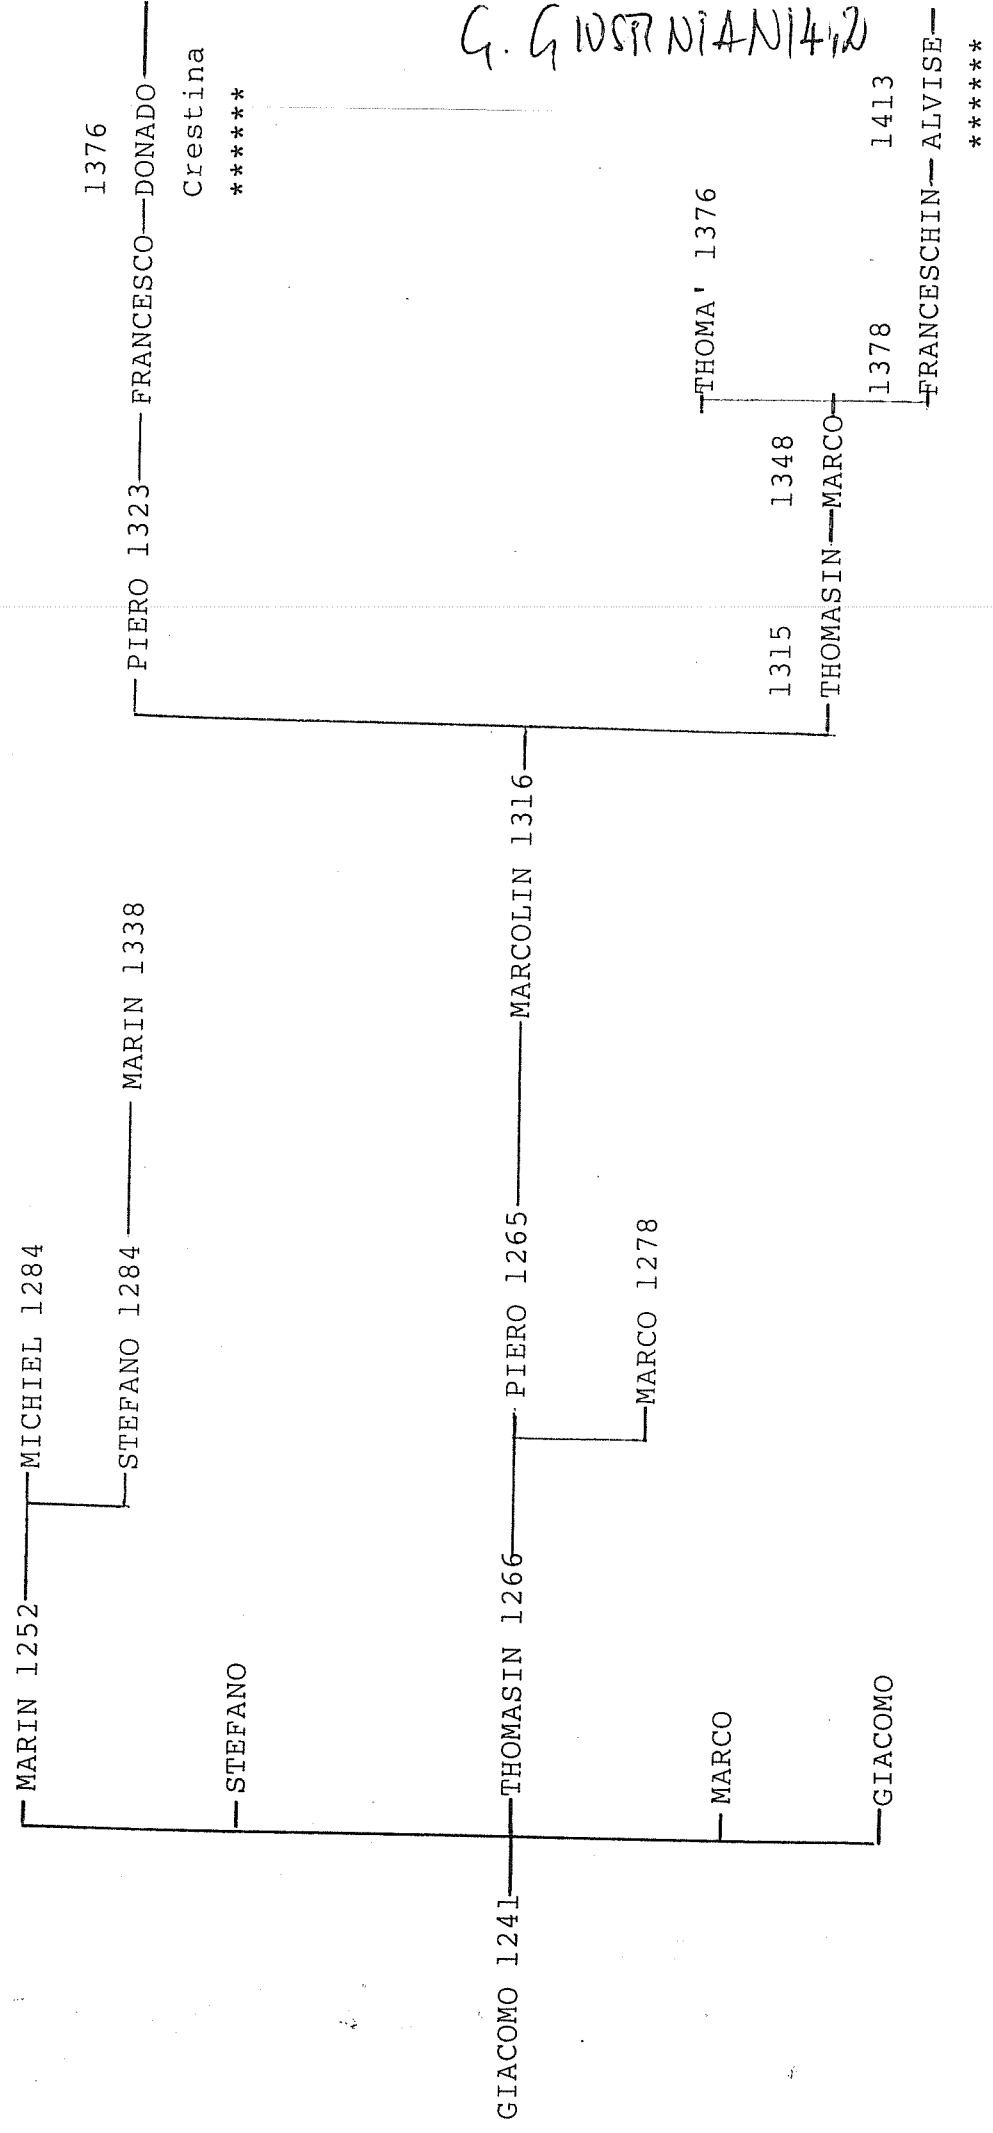 G. GIUSTINIANI 4,2
MARIN 1252
MICHIEL 1284
STEFANO 1284
MARIN 1338
STEFANO
GIACOMO 1241
THOMASIN 1266
PIERO 1265
MARCO 1278
MARCOLIN 1316
PIERO 1323
FRANCESCO
1376
DONADO
Crestina
******
1315
THOMASIN
1348
MARCO
THOMA' 1376
1378
FRANCESCHIN
1413
ALVISE
******
MARCO
GIACOMO